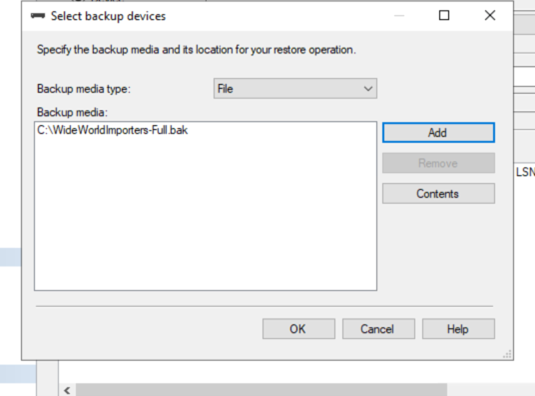 Select backup devices
Specify the backup media and its location for your restore operation.
Backup media type:
File
Backup media:
C:\WideWorldImporters-Full.bak
Add
Remove
Contents
LSN
OK
Cancel
Help